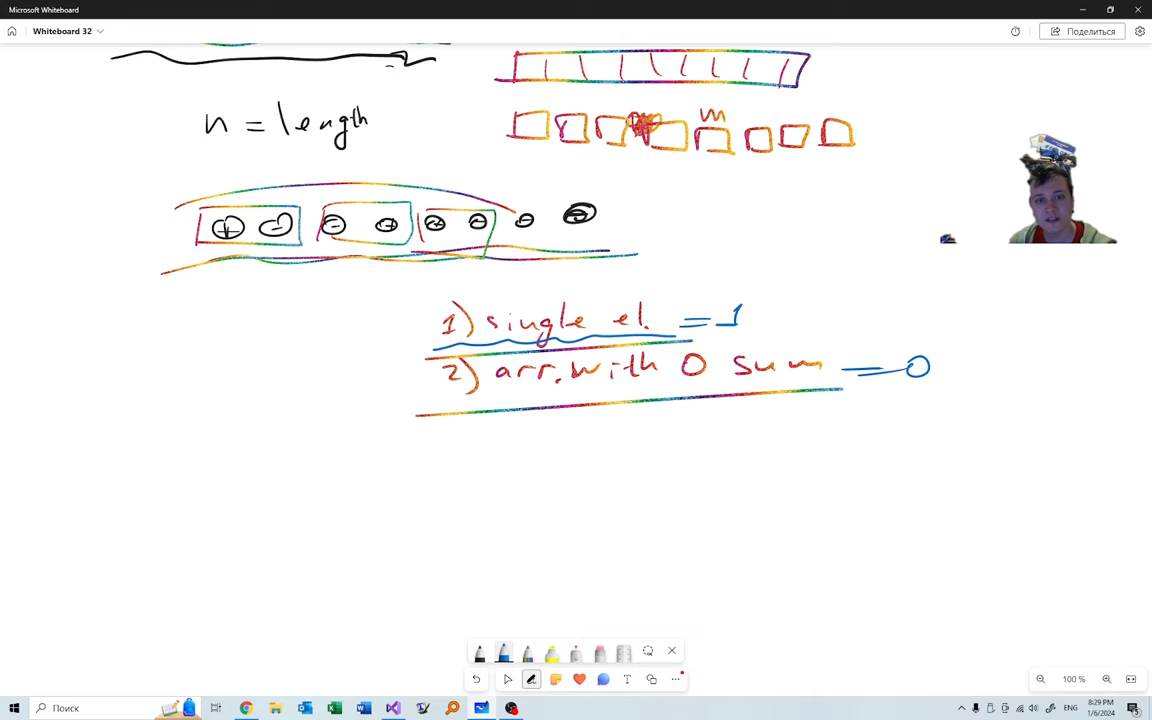 Microsoft Whiteboard
Whiteboard 32
Поделиться
n = length
m
+ - - + + - -
1) single el. = 1
2) arr. with 0 sum = 0
100 %
Поиск
ENG
8:29 PM
1/6/2024
5